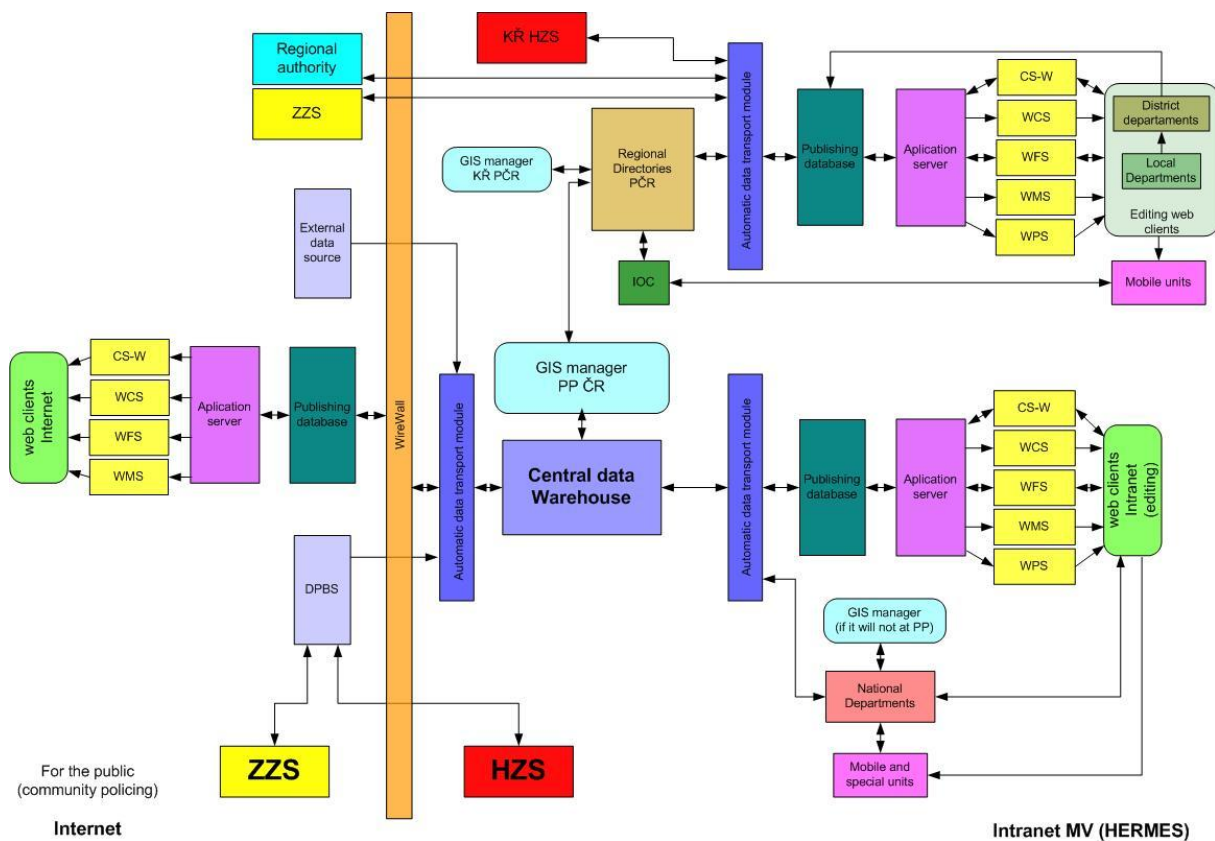 Regional
authority
KŘ HZS
ZZS
Automatic data transport module
Publishing
database
Aplication
server
CS-W
WCS
WFS
WMS
WPS
District
departaments
Local
Departments
Editing web
clients
Mobile units
GIS manager
KŘ PČR
Regional
Directories
PČR
IOC
External
data
source
WireWall
web clients
Internet
CS-W
WCS
WFS
WMS
Aplication
server
Publishing
database
Automatic data transport module
GIS manager
PP ČR
Central data
Warehouse
Automatic data transport module
Publishing
database
Aplication
server
CS-W
WCS
WFS
WMS
WPS
web clients
Intranet
(editing)
DPBS
GIS manager
(if it will not at PP)
National
Departments
Mobile and
special units
ZZS
HZS
For the public
(community policing)
Internet
Intranet MV (HERMES)